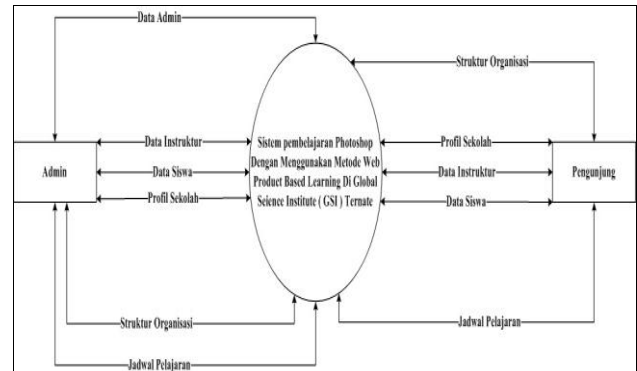 Data Admin
Struktur Organisasi
Data Instruktur
Data Siswa
Profil Sekolah
Admin
Sistem pembelajaran Photoshop
Dengan Menggunakan Metode Web
Product Based Learning Di Global
Science Institute ( GSI ) Ternate
Profil Sekolah
Data Instruktur
Data Siswa
Pengunjung
Struktur Organisasi
Jadwal Pelajaran
Jadwal Pelajaran